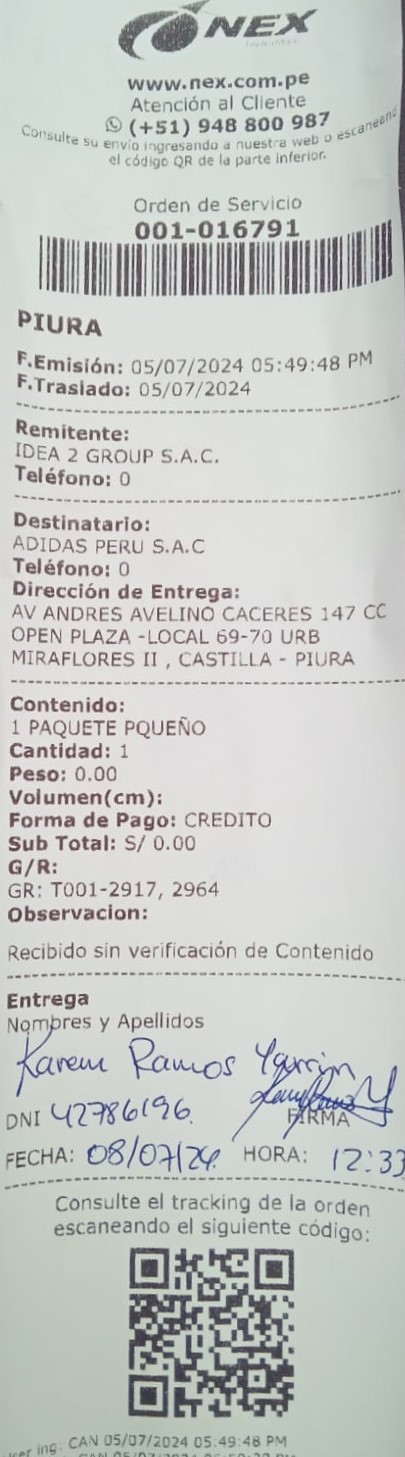 NEX
www.nex.com.pe
Atención al Cliente
(+51) 948 800 987
Consulte su envío ingresando a nuestra web o escaneand
el código QR de la parte inferior.
Orden de Servicio
001-016791
PIURA
F.Emisión: 05/07/2024 05:49:48 PM
F.Traslado: 05/07/2024
Remitente:
IDEA 2 GROUP S.A.C.
Teléfono: 0
Destinatario:
ADIDAS PERU S.A.C
Teléfono: 0
Dirección de Entrega:
AV ANDRES AVELINO CACERES 147 CC
OPEN PLAZA -LOCAL 69-70 URB
MIRAFLORES II , CASTILLA - PIURA
Contenido:
1 PAQUETE PQUEÑO
Cantidad: 1
Peso: 0.00
Volumen(cm):
Forma de Pago: CREDITO
Sub Total: S/ 0.00
G/R:
GR: T001-2917, 2964
Observacion:
Recibido sin verificación de Contenido
Entrega
Nombres y Apellidos
Karem Ramos
DNI 42786196.
FIRMA
FECHA: 08/07/24. HORA: 12:33
Consulte el tracking de la orden
escaneando el siguiente código:
ing. CAN 05/07/2024 05:49:48 PM